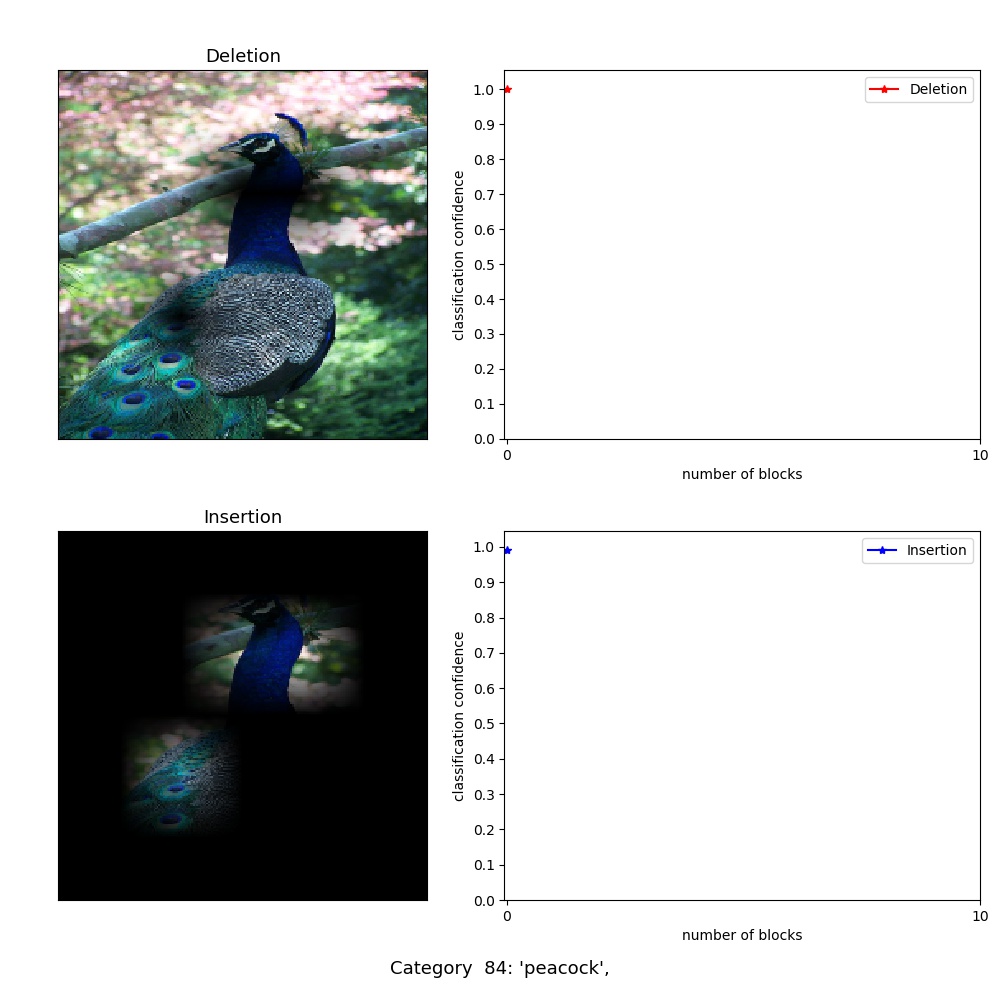 Deletion
classification confidence
1.0
0.9
0.8
0.7
0.6
0.5
0.4
0.3
0.2
0.1
0.0
Deletion
0 10
number of blocks
Insertion
classification confidence
1.0
0.9
0.8
0.7
0.6
0.5
0.4
0.3
0.2
0.1
0.0
Insertion
0 10
number of blocks
Category  84: 'peacock',